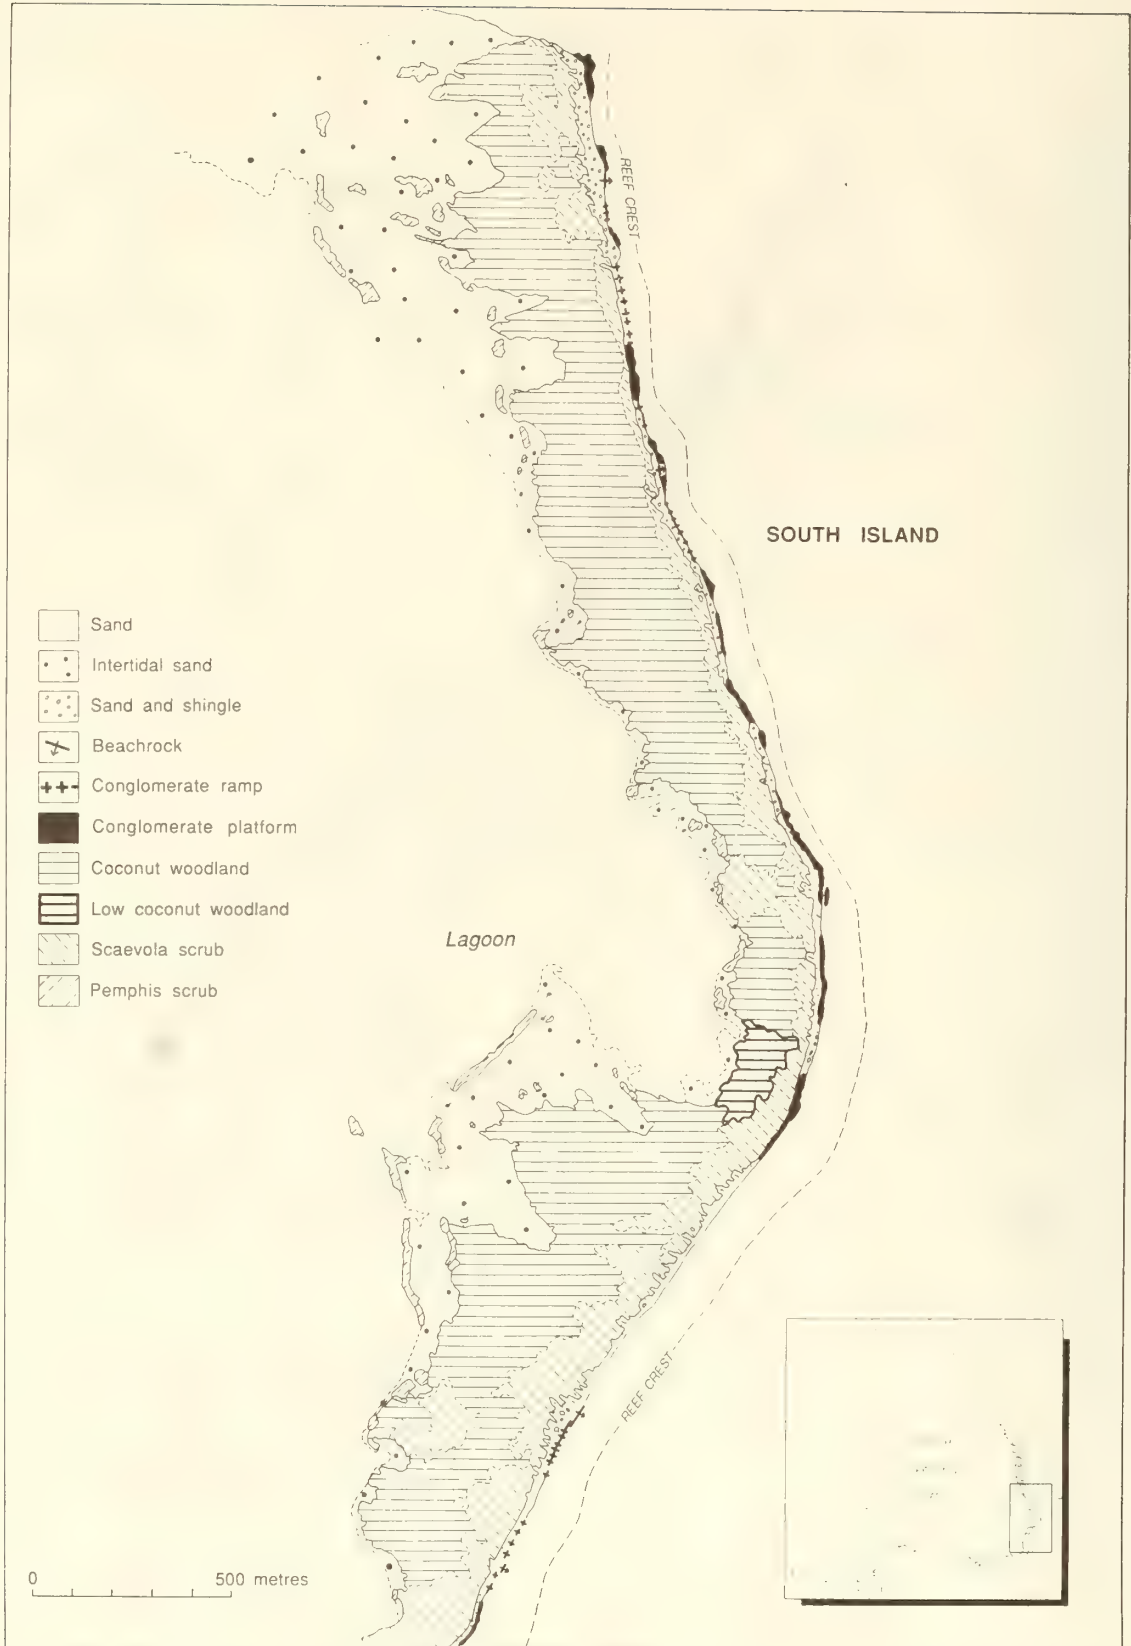 REEF CREST
SOUTH ISLAND
Sand
Intertidal sand
Sand and shingle
Beachrock
Conglomerate ramp
Conglomerate platform
Coconut woodland
Low coconut woodland
Scaevola scrub
Pemphis scrub
Lagoon
REEF CREST
0 500 metres